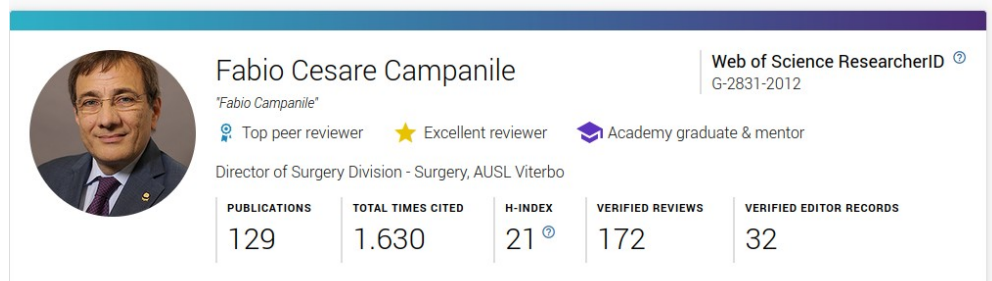 Fabio Cesare Campanile
"Fabio Campanile"
Top peer reviewer
Excellent reviewer
Academy graduate & mentor
Director of Surgery Division - Surgery, AUSL Viterbo
Web of Science ResearcherID
G-2831-2012
PUBLICATIONS
129
TOTAL TIMES CITED
1.630
H-INDEX
21
VERIFIED REVIEWS
172
VERIFIED EDITOR RECORDS
32